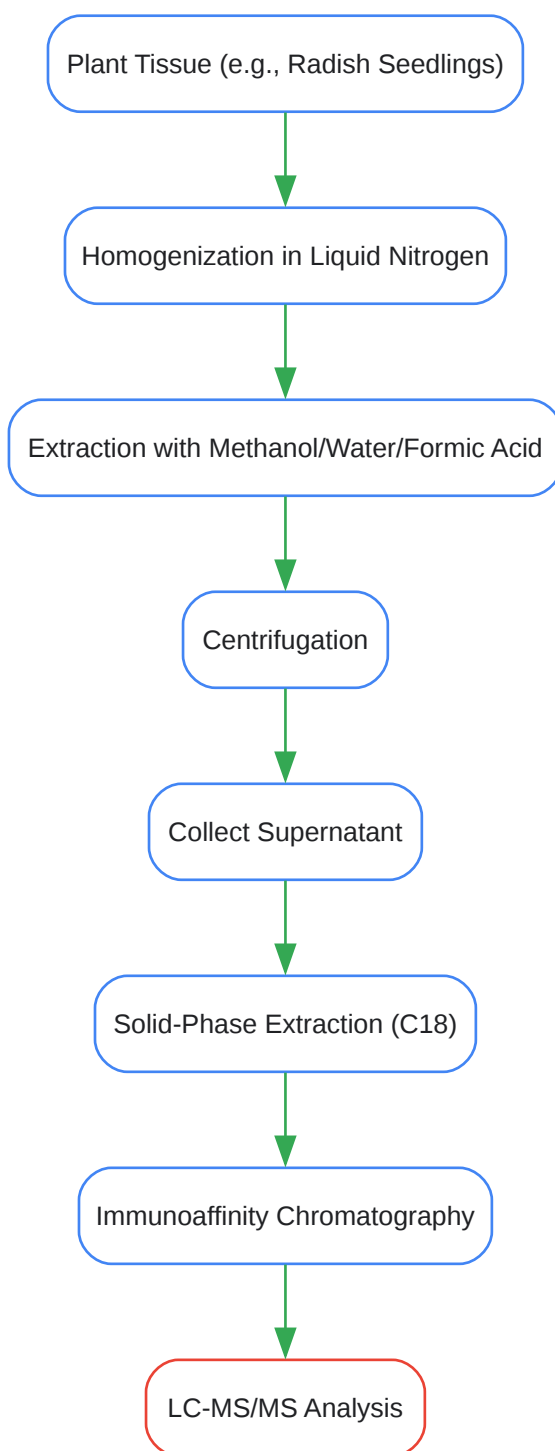 Plant Tissue (e.g., Radish Seedlings)
Homogenization in Liquid Nitrogen
Extraction with Methanol/Water/Formic Acid
Centrifugation
Collect Supernatant
Solid-Phase Extraction (C18)
Immunoaffinity Chromatography
LC-MS/MS Analysis